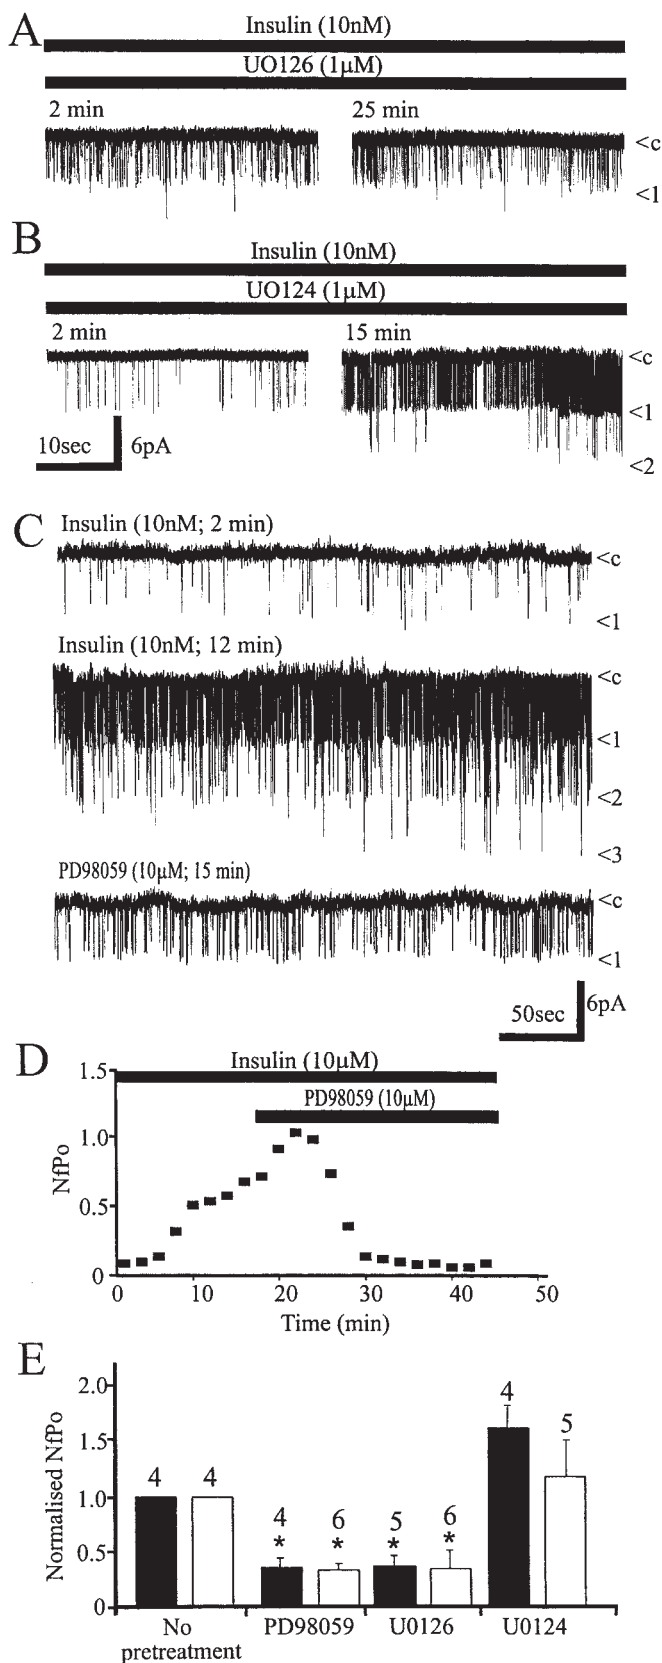 A
Insulin (10nM)
UO126 (1µM)
2 min
25 min
<c
<1
B
Insulin (10nM)
UO124 (1µM)
2 min
15 min
<c
<1
<2
10sec
6pA
C
Insulin (10nM; 2 min)
<c
<1
Insulin (10nM; 12 min)
<c
<1
<2
<3
PD98059 (10µM; 15 min)
<c
<1
50sec
6pA
D
Insulin (10µM)
PD98059 (10µM)
1.5
1.0
0.5
0
NfPo
0 10 20 30 40 50
Time (min)
E
Normalised NfPo
2.0
1.5
1.0
0.5
0
4 4
4 6 5 6
* * * *
4 5
No pretreatment
PD98059
U0126
U0124